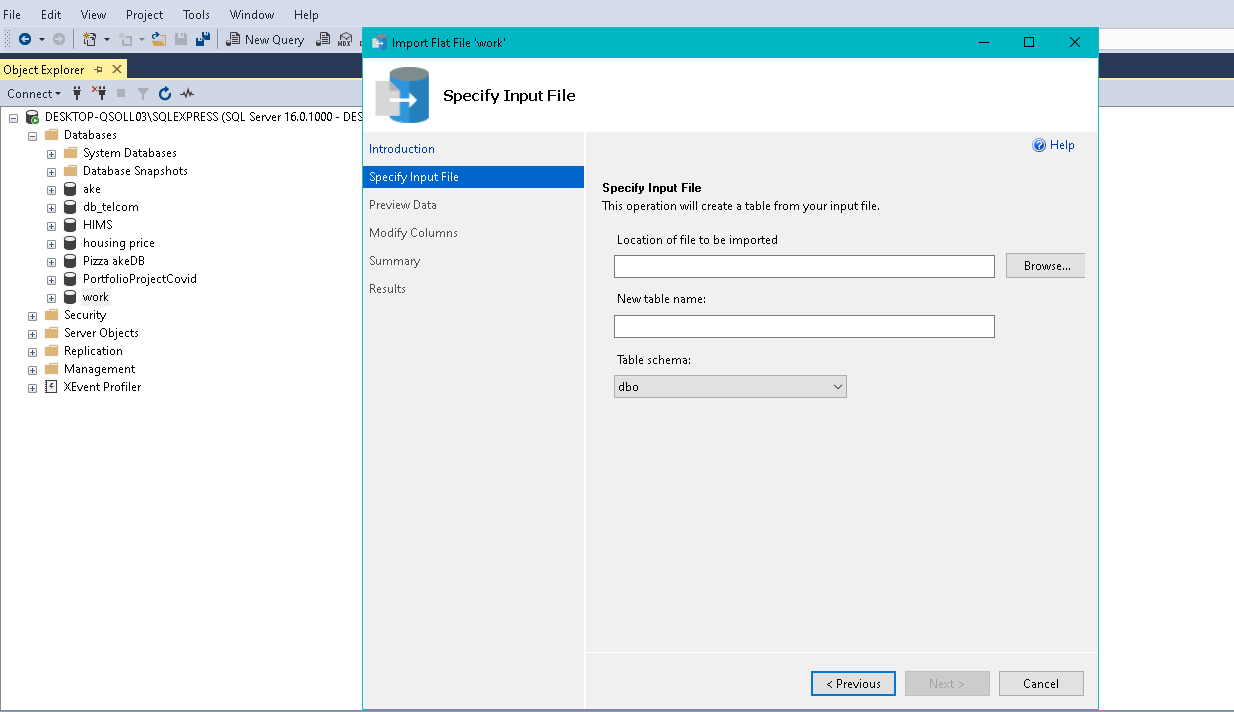 File Edit View Project Tools Window Help
New Query
MDX
Object Explorer
Connect
DESKTOP-QSOLL03\SQLEXPRESS (SQL Server 16.0.1000 - DES
Databases
System Databases
Database Snapshots
ake
db_telcom
HIMS
housing price
Pizza akeDB
PortfolioProjectCovid
work
Security
Server Objects
Replication
Management
XEvent Profiler
Import Flat File 'work'
Specify Input File
Introduction
Specify Input File
Preview Data
Modify Columns
Summary
Results
Help
Specify Input File
This operation will create a table from your input file.
Location of file to be imported
Browse...
New table name:
Table schema:
dbo
< Previous
Next >
Cancel